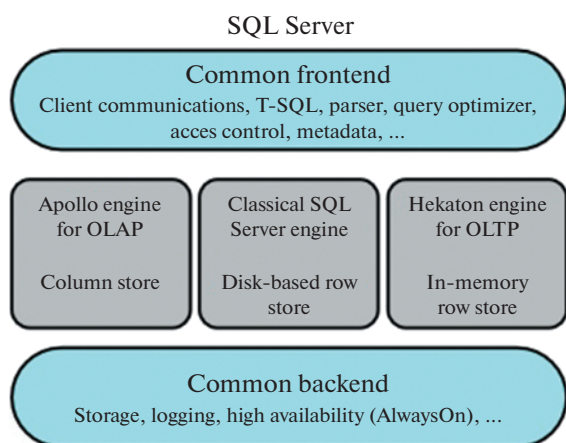 SQL Server
Common frontend
Client communications, T-SQL, parser, query optimizer,
acces control, metadata, ...
Apollo engine
for OLAP
Column store
Classical SQL
Server engine
Disk-based row
store
Hekaton engine
for OLTP
In-memory
row store
Common backend
Storage, logging, high availability (AlwaysOn), ...